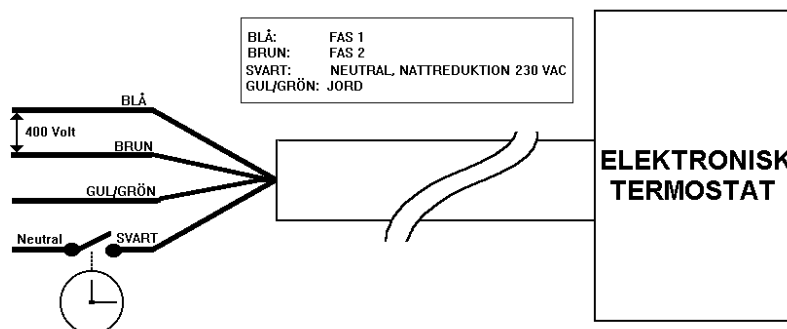 BLÅ: FAS 1
BRUN: FAS 2
SVART: NEUTRAL, NATTREDUKTION 230 VAC
GUL/GRÖN: JORD
BLÅ
400 Volt
BRUN
GUL/GRÖN
Neutral
SVART
ELEKTRONISK
TERMOSTAT